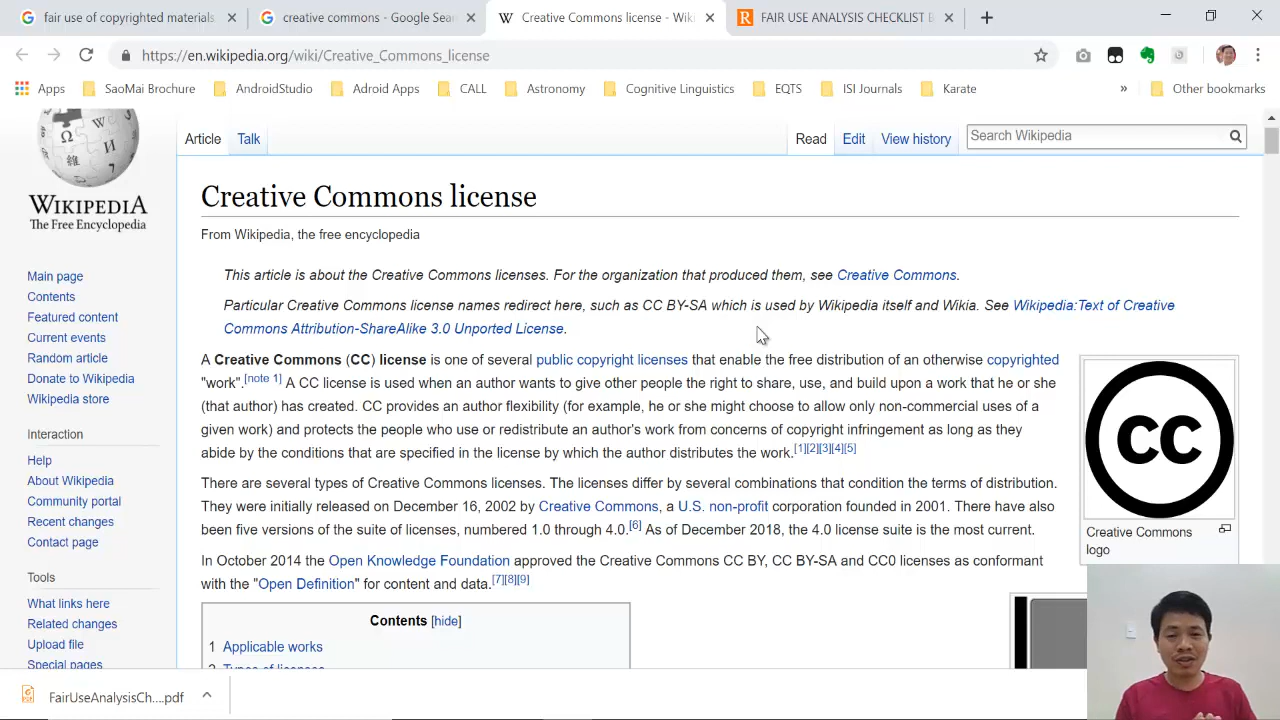 fair use of copyrighted materials
creative commons - Google Sear
Creative Commons license - Wiki
FAIR USE ANALYSIS CHECKLIST
https://en.wikipedia.org/wiki/Creative_Commons_license
Apps
SaoMai Brochure
AndroidStudio
Adroid Apps
CALL
Astronomy
Cognitive Linguistics
EQTS
ISI Journals
Karate
»
Other bookmarks
Article
Talk
Read
Edit
View history
Search Wikipedia
WIKIPEDIA
The Free Encyclopedia
Main page
Contents
Featured content
Current events
Random article
Donate to Wikipedia
Wikipedia store
Interaction
Help
About Wikipedia
Community portal
Recent changes
Contact page
Tools
What links here
Related changes
Upload file
Special pages
Creative Commons license
From Wikipedia, the free encyclopedia
This article is about the Creative Commons licenses. For the organization that produced them, see Creative Commons.
Particular Creative Commons license names redirect here, such as CC BY-SA which is used by Wikipedia itself and Wikia. See Wikipedia:Text of Creative
Commons Attribution-ShareAlike 3.0 Unported License.
A Creative Commons (CC) license is one of several public copyright licenses that enable the free distribution of an otherwise copyrighted
"work".[note 1] A CC license is used when an author wants to give other people the right to share, use, and build upon a work that he or she
(that author) has created. CC provides an author flexibility (for example, he or she might choose to allow only non-commercial uses of a
given work) and protects the people who use or redistribute an author's work from concerns of copyright infringement as long as they
abide by the conditions that are specified in the license by which the author distributes the work.[1][2][3][4][5]
There are several types of Creative Commons licenses. The licenses differ by several combinations that condition the terms of distribution.
They were initially released on December 16, 2002 by Creative Commons, a U.S. non-profit corporation founded in 2001. There have also
been five versions of the suite of licenses, numbered 1.0 through 4.0.[6] As of December 2018, the 4.0 license suite is the most current.
In October 2014 the Open Knowledge Foundation approved the Creative Commons CC BY, CC BY-SA and CC0 licenses as conformant
with the "Open Definition" for content and data.[7][8][9]
Contents [hide]
1 Applicable works
2 Types of licenses
CC
Creative Commons
logo
FairUseAnalysisCh....pdf